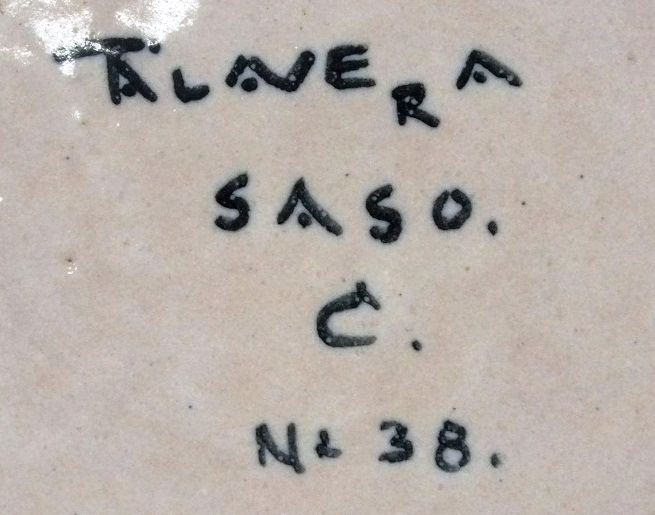 TALAVERA
SASO.
C.
No 38.